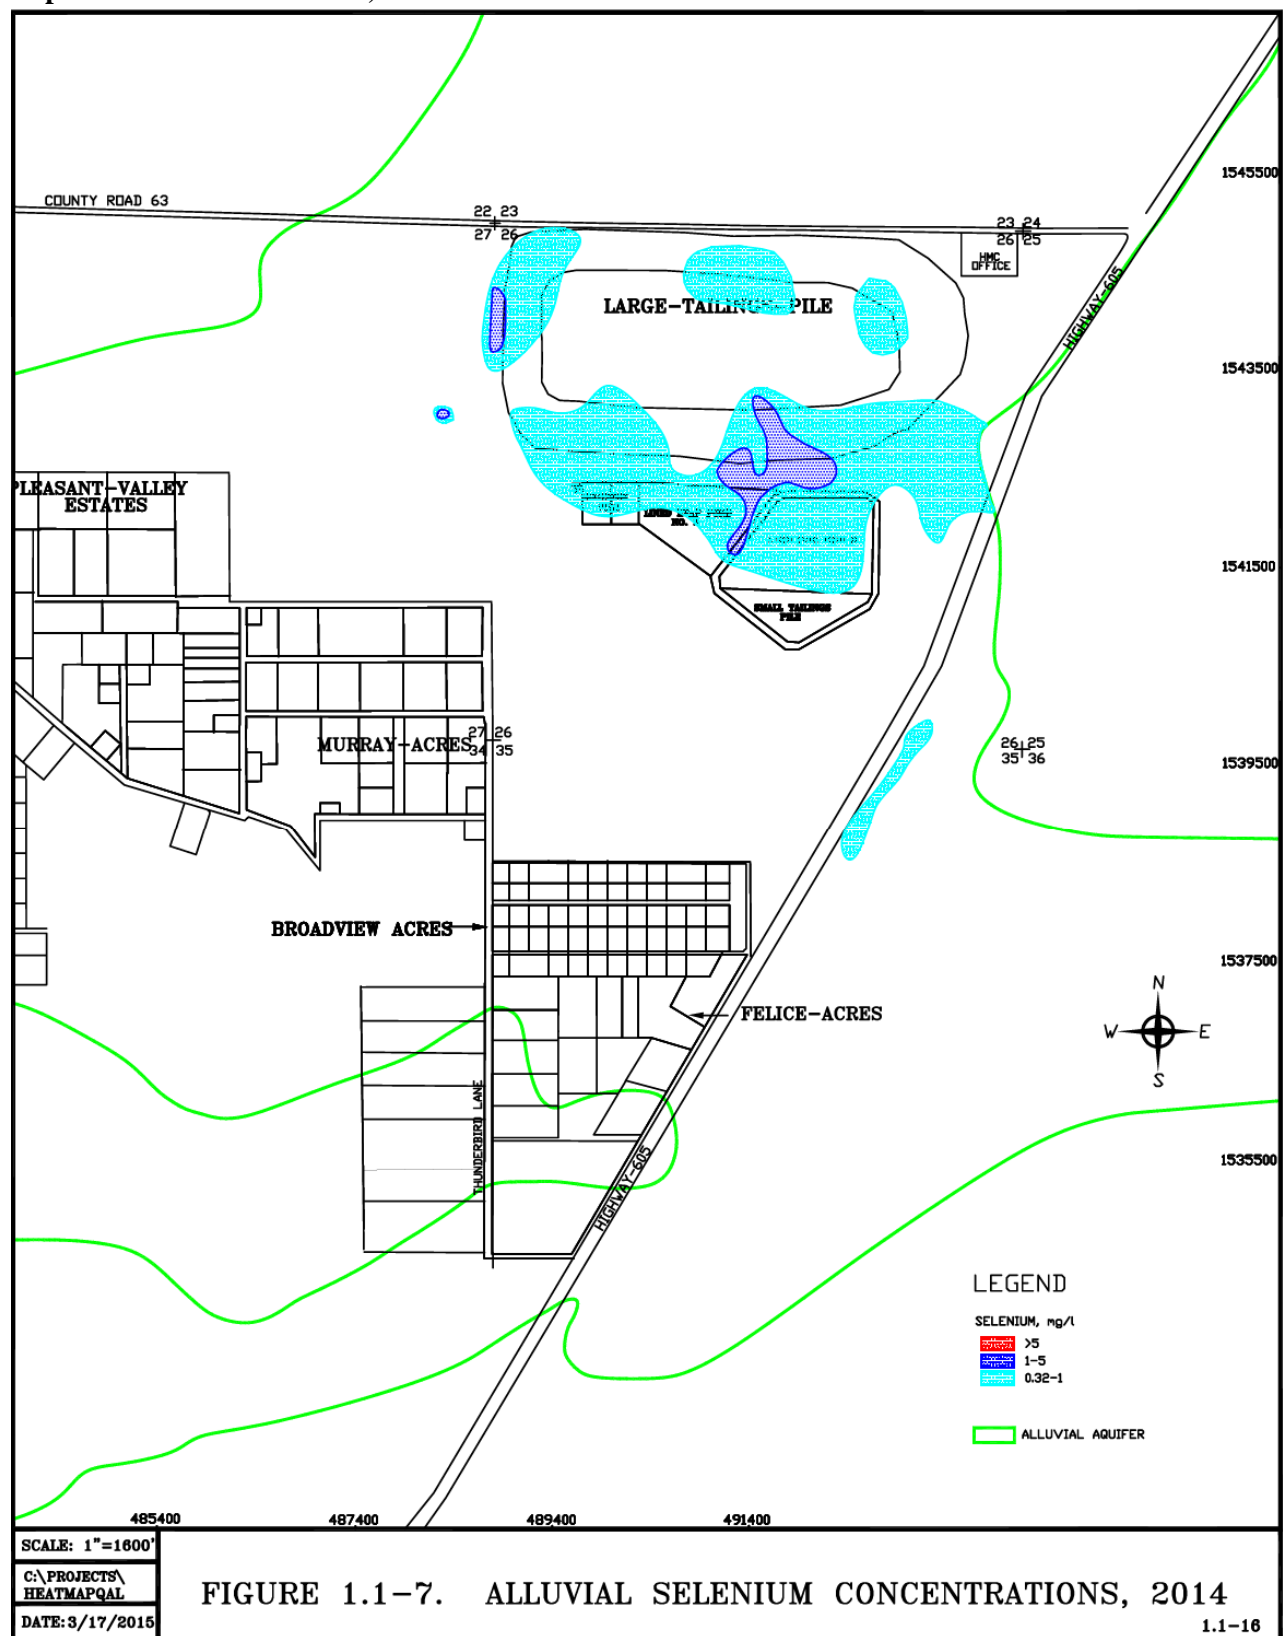 1545500
COUNTY ROAD 63
22 23
27 26
23 24
26 25
HMC
OFFICE
HIGHWAY-605
LARGE-TAILINGS PILE
1543500
PLEASANT-VALLEY
ESTATES
NO.
1541500
SMALL TAILINGS
PILE
MURRAY-ACRES
27 26
34 35
26 25
35 36
1539500
BROADVIEW ACRES
1537500
FELICE-ACRES
N
W E
S
THUNDERBIRD LANE
HIGHWAY-605
1535500
LEGEND
SELENIUM, mg/l
>5
1-5
0.32-1
ALLUVIAL AQUIFER
485400 487400 489400 491400
SCALE: 1"=1600'
C:\PROJECTS\
HEATMAPQAL
DATE: 3/17/2015
FIGURE 1.1-7. ALLUVIAL SELENIUM CONCENTRATIONS, 2014
1.1-16